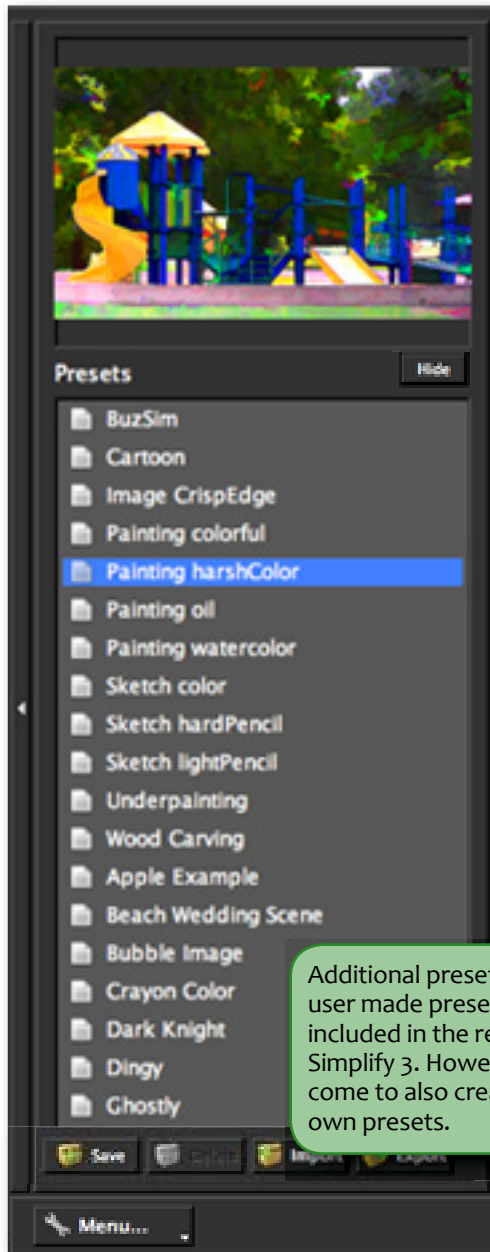 Presets
Hide
BuzSim
Cartoon
Image CrispEdge
Painting colorful
Painting harshColor
Painting oil
Painting watercolor
Sketch color
Sketch hardPencil
Sketch lightPencil
Underpainting
Wood Carving
Apple Example
Beach Wedding Scene
Bubble Image
Crayon Color
Dark Knight
Dingy
Ghostly
Additional preset
user made prese
included in the re
Simplify 3. Howe
come to also crea
own presets.
Save Import Export
Menu...